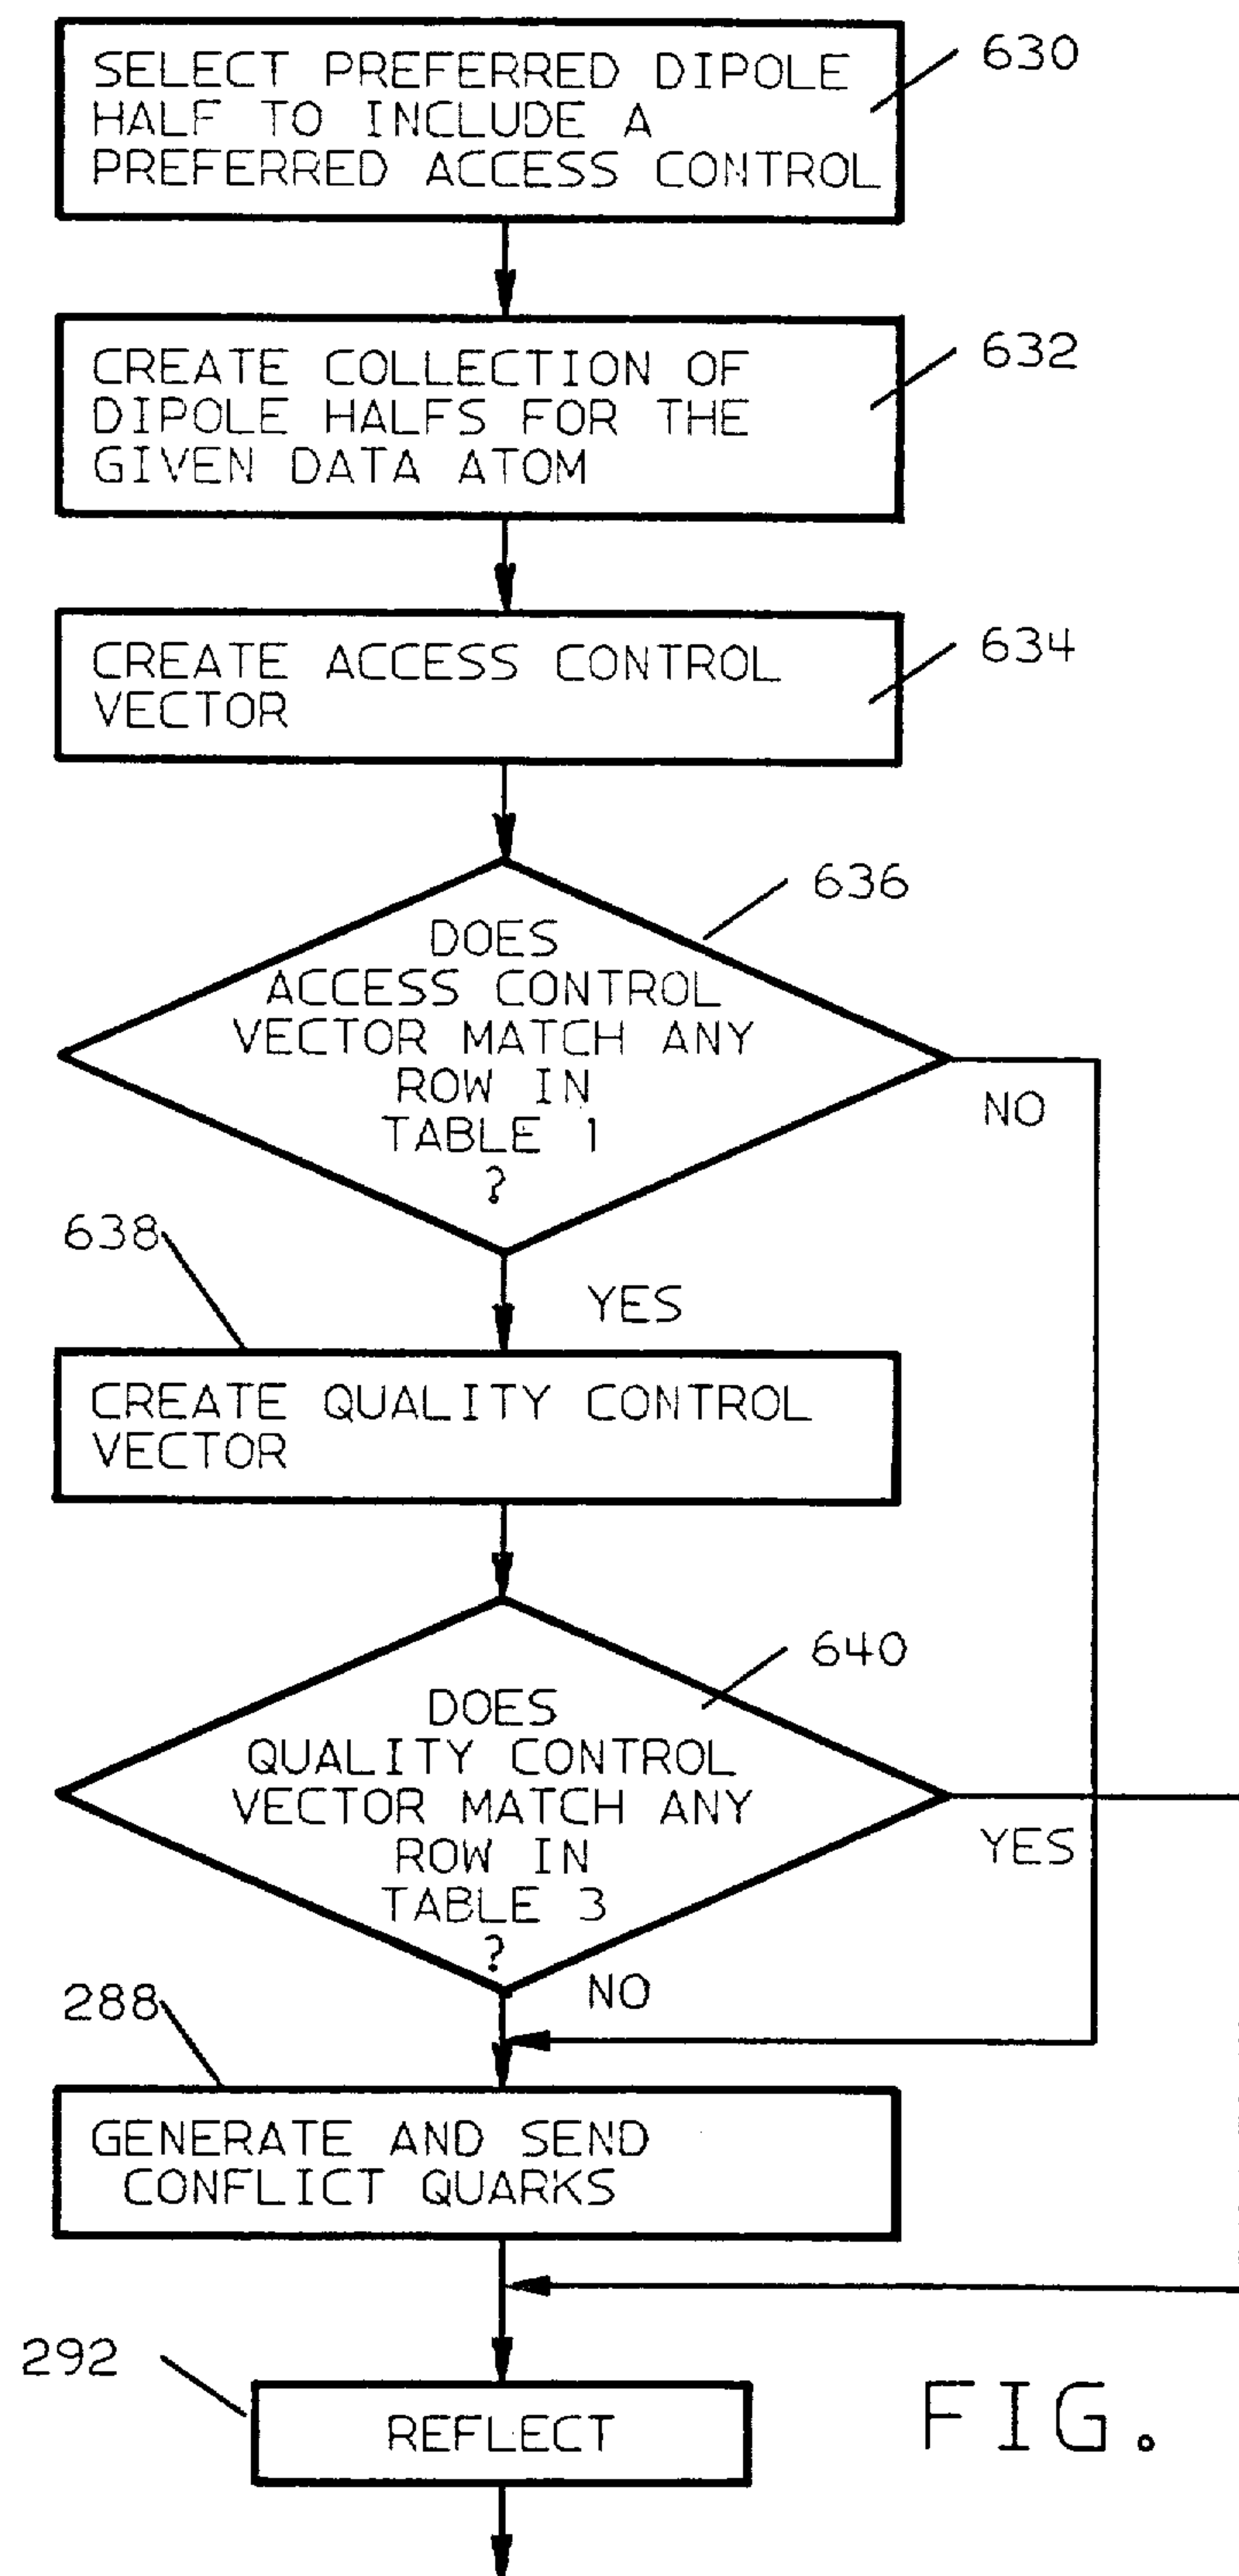 SELECT PREFERRED DIPOLE
HALF TO INCLUDE A
PREFERRED ACCESS CONTROL
630
CREATE COLLECTION OF
DIPOLE HALFS FOR THE
GIVEN DATA ATOM
632
CREATE ACCESS CONTROL
VECTOR
634
636
DOES
ACCESS CONTROL
VECTOR MATCH ANY
ROW IN
TABLE 1
?
NO
638
YES
CREATE QUALITY CONTROL
VECTOR
640
DOES
QUALITY CONTROL
VECTOR MATCH ANY
ROW IN
TABLE 3
?
YES
NO
288
GENERATE AND SEND
CONFLICT QUARKS
292
REFLECT
FIG.